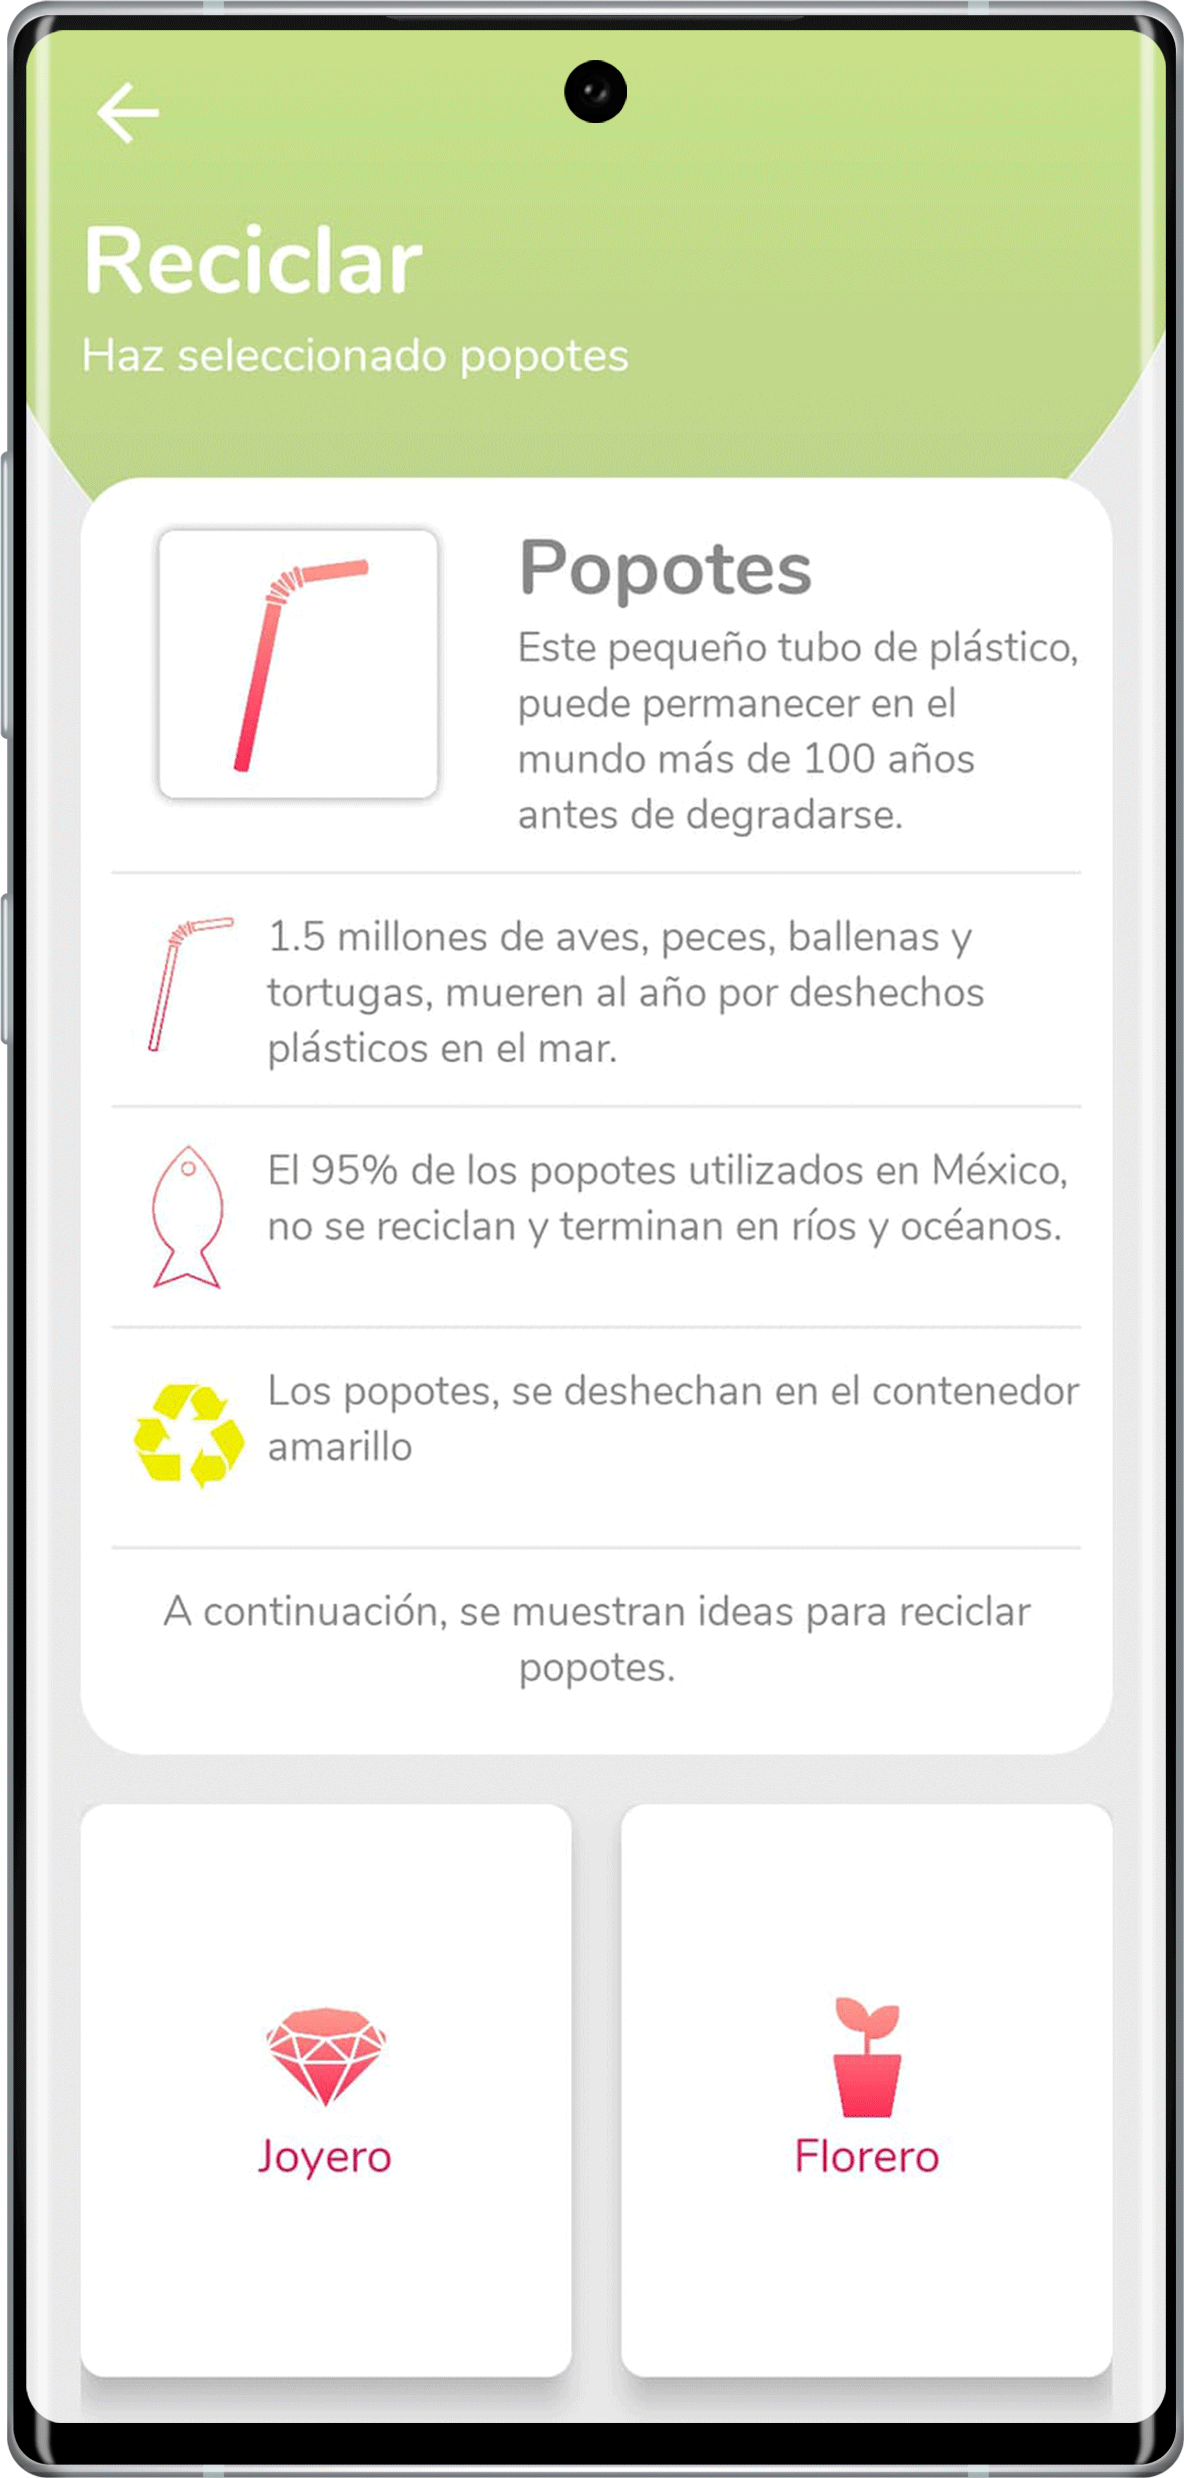 Reciclar
Haz seleccionado popotes
Popotes
Este pequeño tubo de plástico,
puede permanecer en el
mundo más de 100 años
antes de degradarse.
1.5 millones de aves, peces, ballenas y
tortugas, mueren al año por deshechos
plásticos en el mar.
El 95% de los popotes utilizados en México,
no se reciclan y terminan en ríos y océanos.
Los popotes, se deshechan en el contenedor
amarillo
A continuación, se muestran ideas para reciclar
popotes.
Joyero
Florero